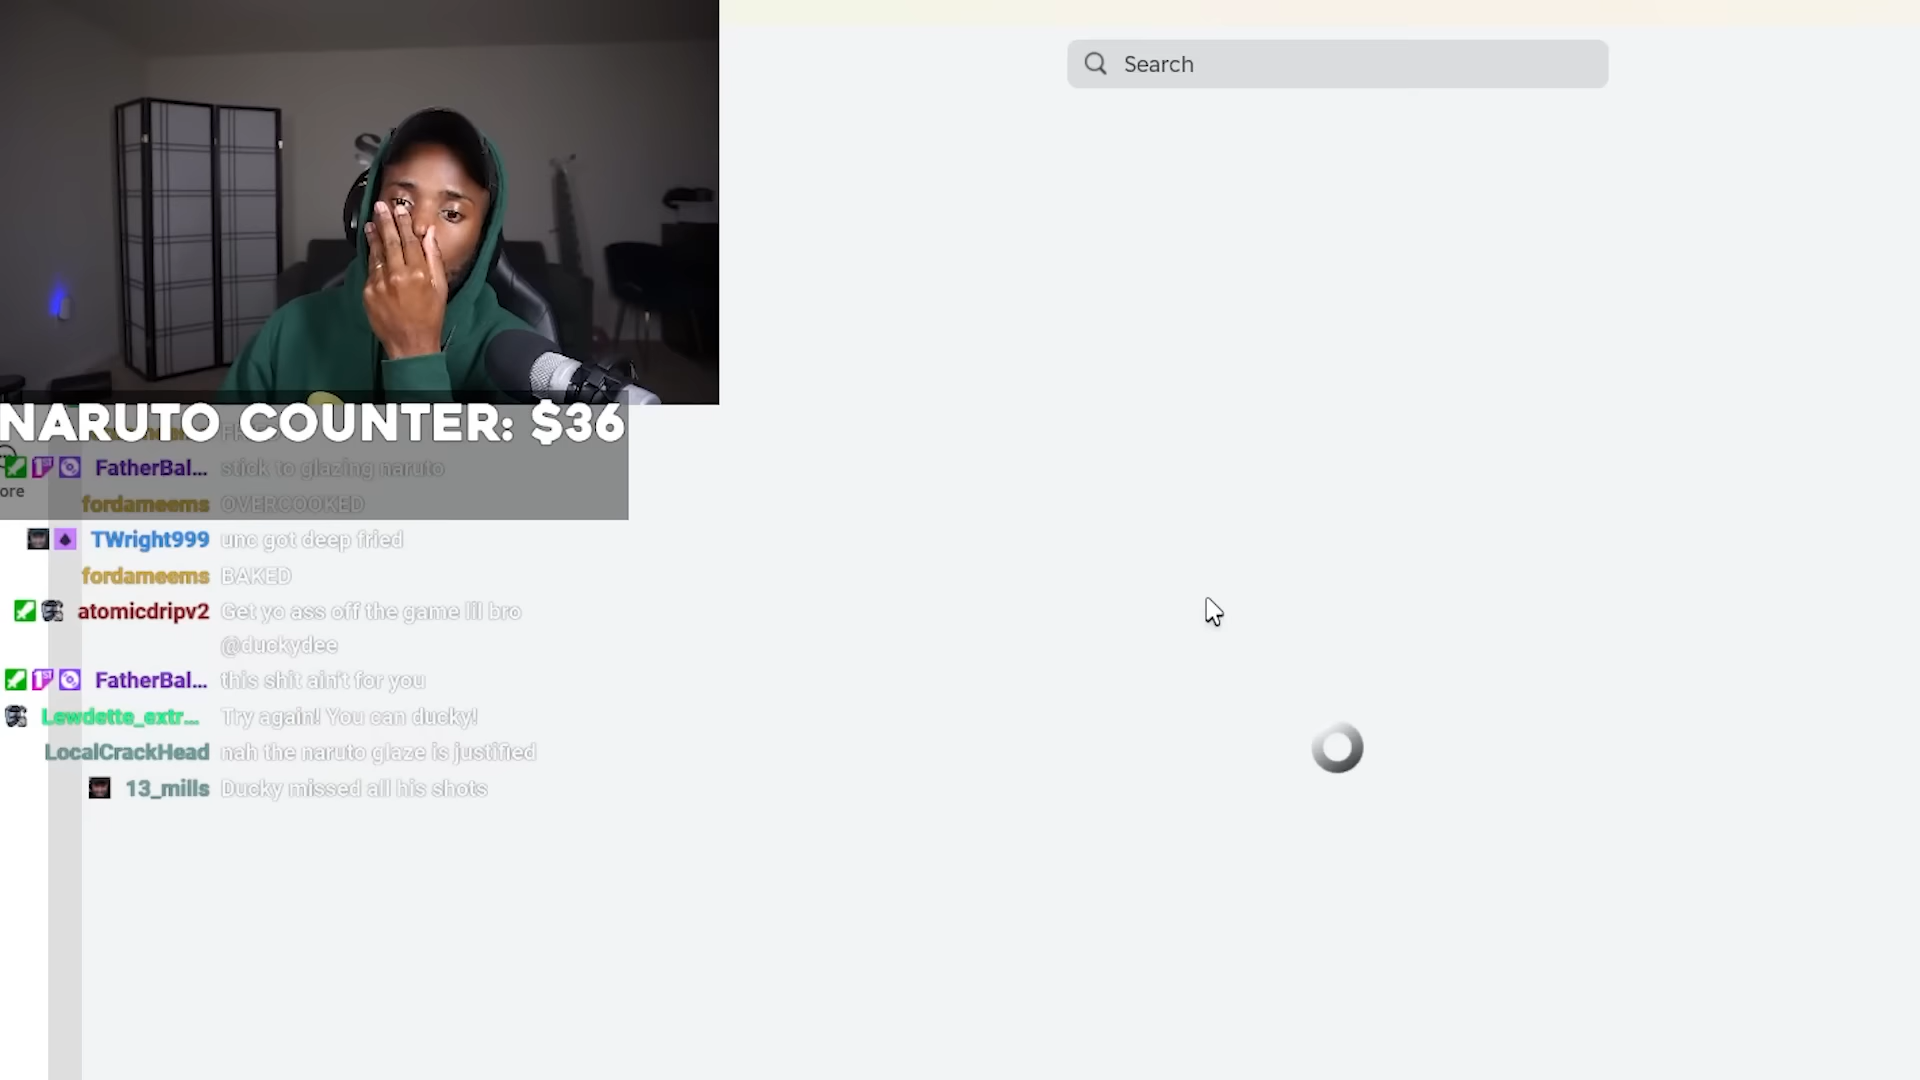 Search
NARUTO COUNTER: $36
FatherBal... stick to glazing naruto
ore
fordameems OVERCOOKED
TWright999 unc got deep fried
fordameems BAKED
atomicdripv2 Get yo ass off the game lil bro
@duckydee
FatherBal... this shit ain't for you
Lewdette_extr... Try again! You can ducky!
LocalCrackHead nah the naruto glaze is justified
13_mills Ducky missed all his shots